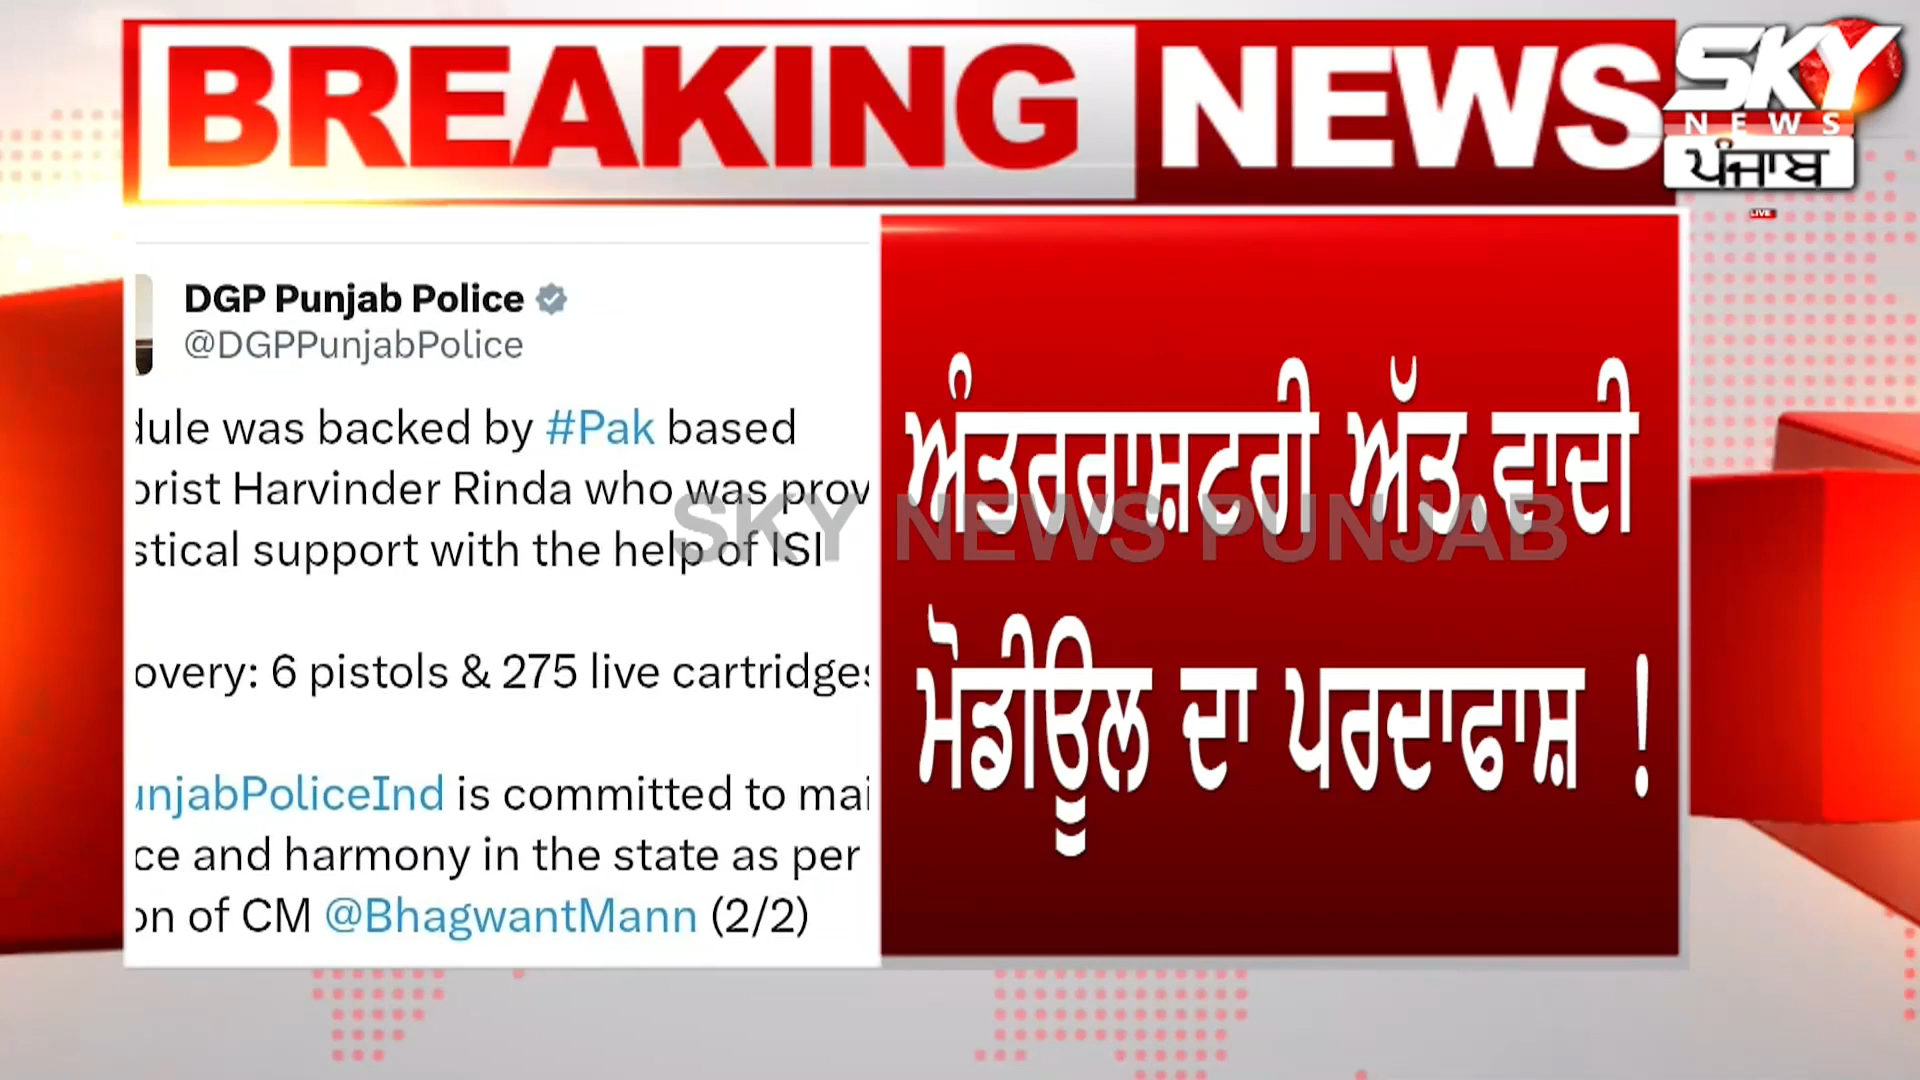 BREAKING NEWS
SKY
NEWS
ਪੰਜਾਬ
LIVE
DGP Punjab Police
@DGPPunjabPolice
dule was backed by #Pak based
orist Harvinder Rinda who was prov
stical support with the help of ISI
overy: 6 pistols & 275 live cartridges
unjabPoliceInd is committed to mai
ce and harmony in the state as per
on of CM @BhagwantMann (2/2)
ਅੰਤਰਰਾਸ਼ਟਰੀ ਅੱਤ.ਵਾਦੀ
ਮੋਡੀਊਲ ਦਾ ਪਰਦਾਫਾਸ਼ !
SKY NEWS PUNJAB